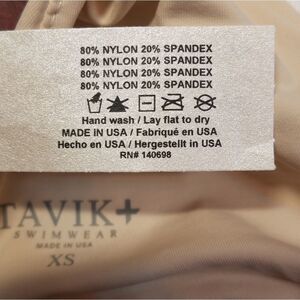 80% NYLON 20% SPANDEX
80% NYLON 20% SPANDEX
80% NYLON 20% SPANDEX
80% NYLON 20% SPANDEX
Hand wash / Lay flat to dry
MADE IN USA / Fabriqué en USA
Hecho en USA / Hergestellt in USA
RN# 140698
TAVIK+
SWIMWEAR
MADE IN USA
XS